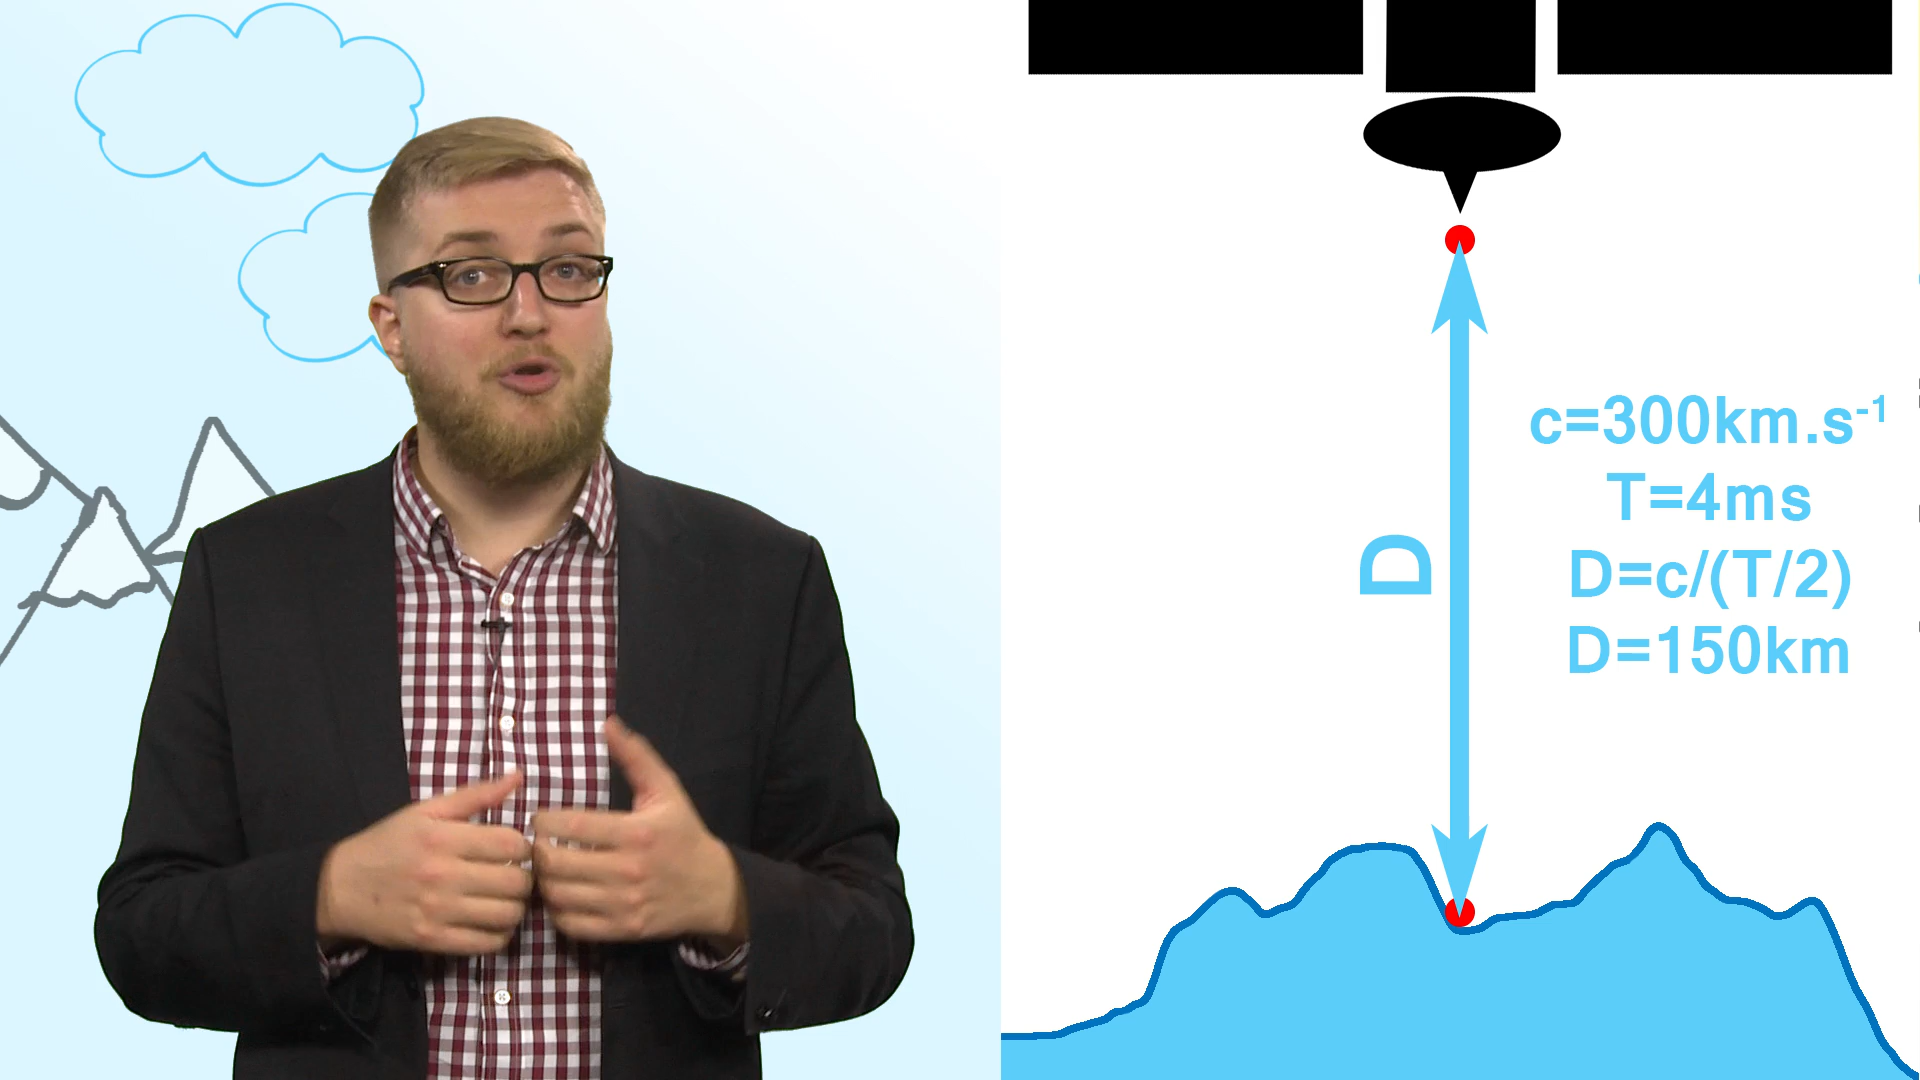 c=300km.s⁻¹
T=4ms
D=c/(T/2)
D=150km
D